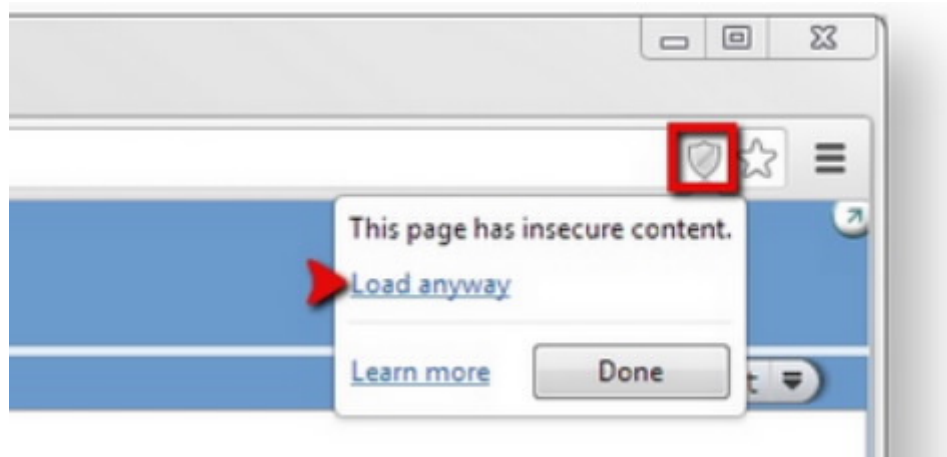 This page has insecure content.
Load anyway
Learn more
Done
t